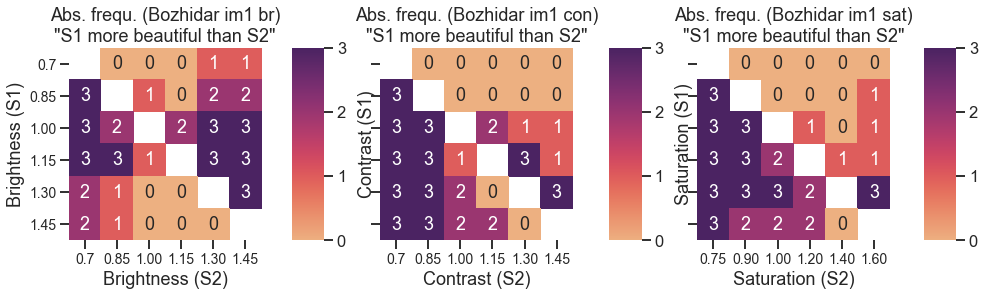 Abs. frequ. (Bozhidar im1 br)
"S1 more beautiful than S2"
Brightness (S1)
0.7 0 0 0 1 1
0.85 3 1 0 2 2
1.00 3 2 2 3 3
1.15 3 3 1 3 3
1.30 2 1 0 0 3
1.45 2 1 0 0 0
0.7 0.85 1.00 1.15 1.30 1.45
Brightness (S2)
3
2
1
0
Abs. frequ. (Bozhidar im1 con)
"S1 more beautiful than S2"
Contrast (S1)
0 0 0 0 0
3 0 0 0 0
3 3 2 1 1
3 3 1 3 1
3 3 2 0 3
3 3 2 2 0
0.7 0.85 1.00 1.15 1.30 1.45
Contrast (S2)
3
2
1
0
Abs. frequ. (Bozhidar im1 sat)
"S1 more beautiful than S2"
Saturation (S1)
0 0 0 0 0
3 0 0 0 1
3 3 1 0 1
3 3 2 1 1
3 3 3 2 3
3 2 2 2 0
0.75 0.90 1.00 1.20 1.40 1.60
Saturation (S2)
3
2
1
0